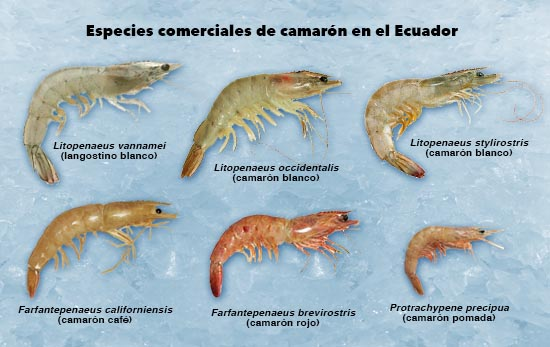 Especies comerciales de camarón en el Ecuador
Litopenaeus vannamei
(langostino blanco)
Litopenaeus occidentalis
(camarón blanco)
Litopenaeus stylirostris
(camarón blanco)
Farfantepenaeus californiensis
(camarón café)
Farfantepenaeus brevirostris
(camarón rojo)
Protrachypene precipua
(camarón pomada)